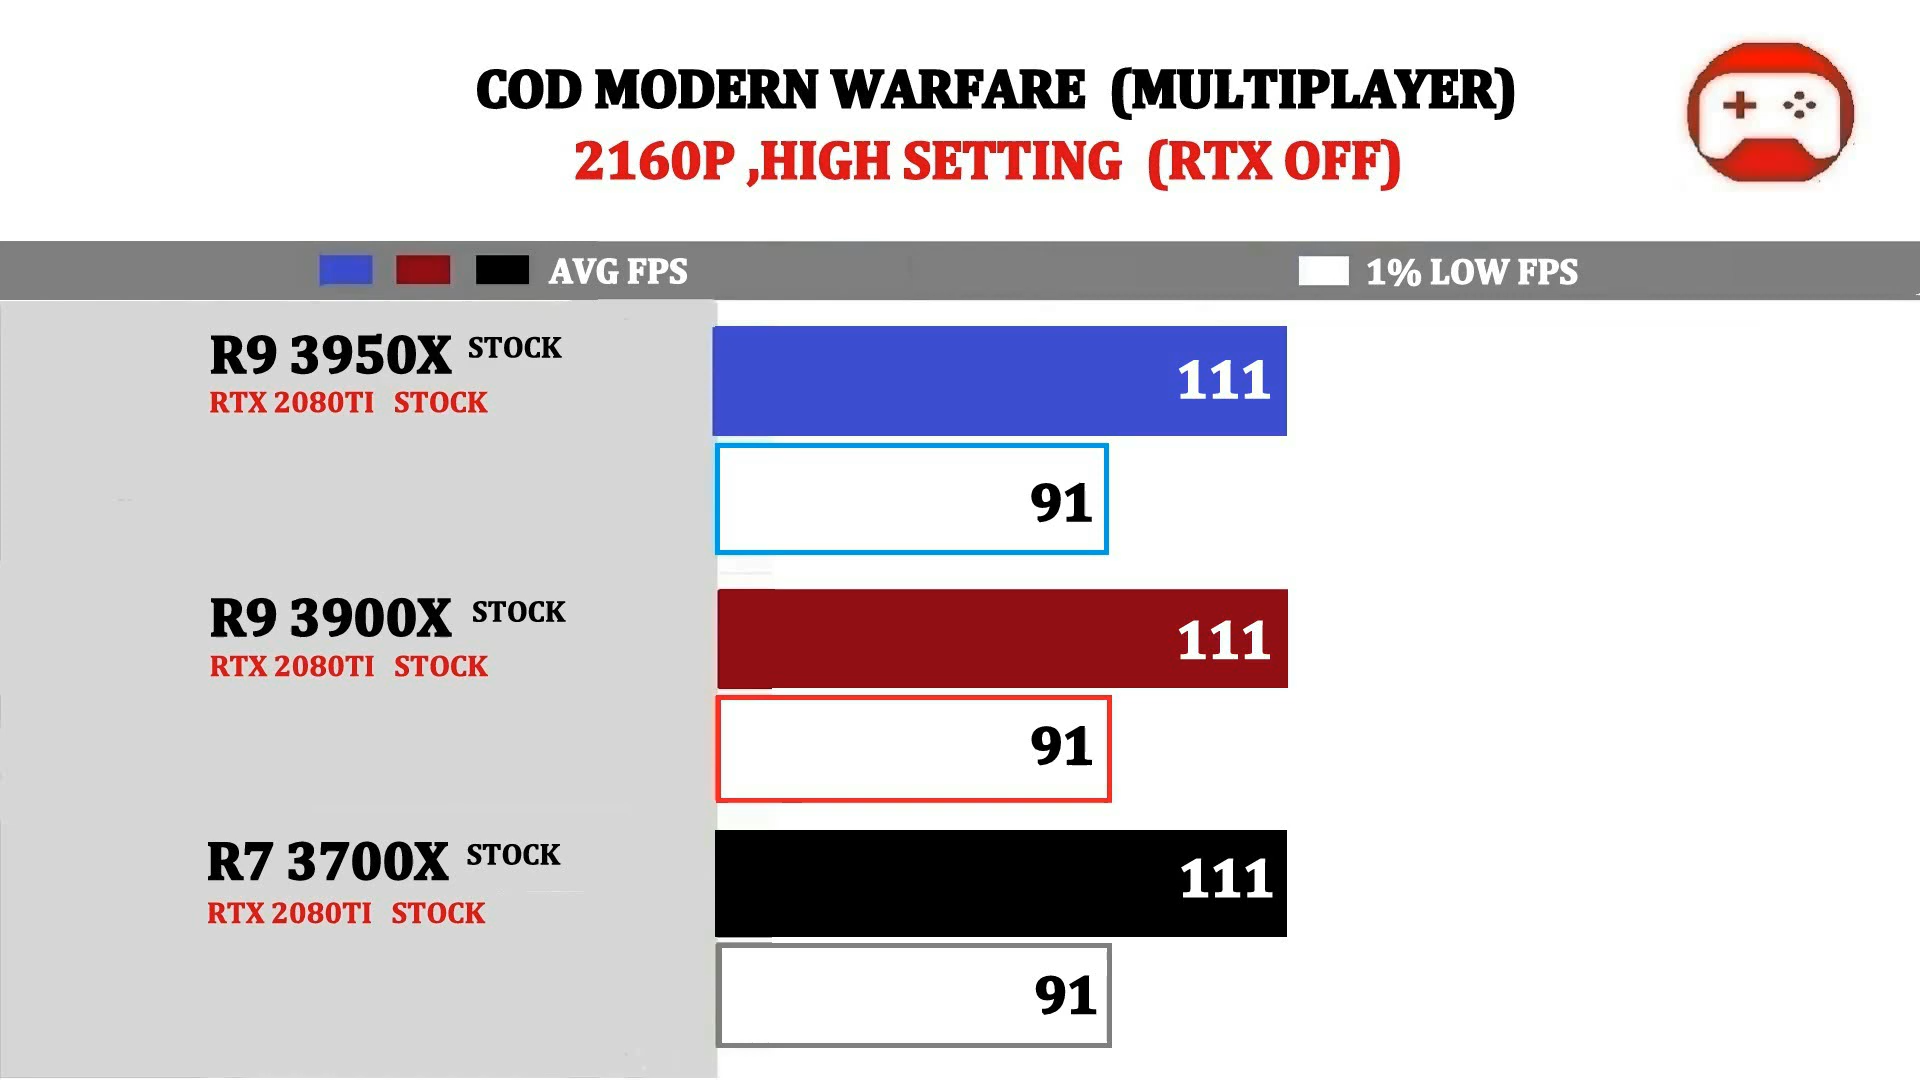 COD MODERN WARFARE (MULTIPLAYER)
2160P ,HIGH SETTING (RTX OFF)
AVG FPS
1% LOW FPS
R9 3950X STOCK
RTX 2080TI STOCK
111
91
R9 3900X STOCK
RTX 2080TI STOCK
111
91
R7 3700X STOCK
RTX 2080TI STOCK
111
91